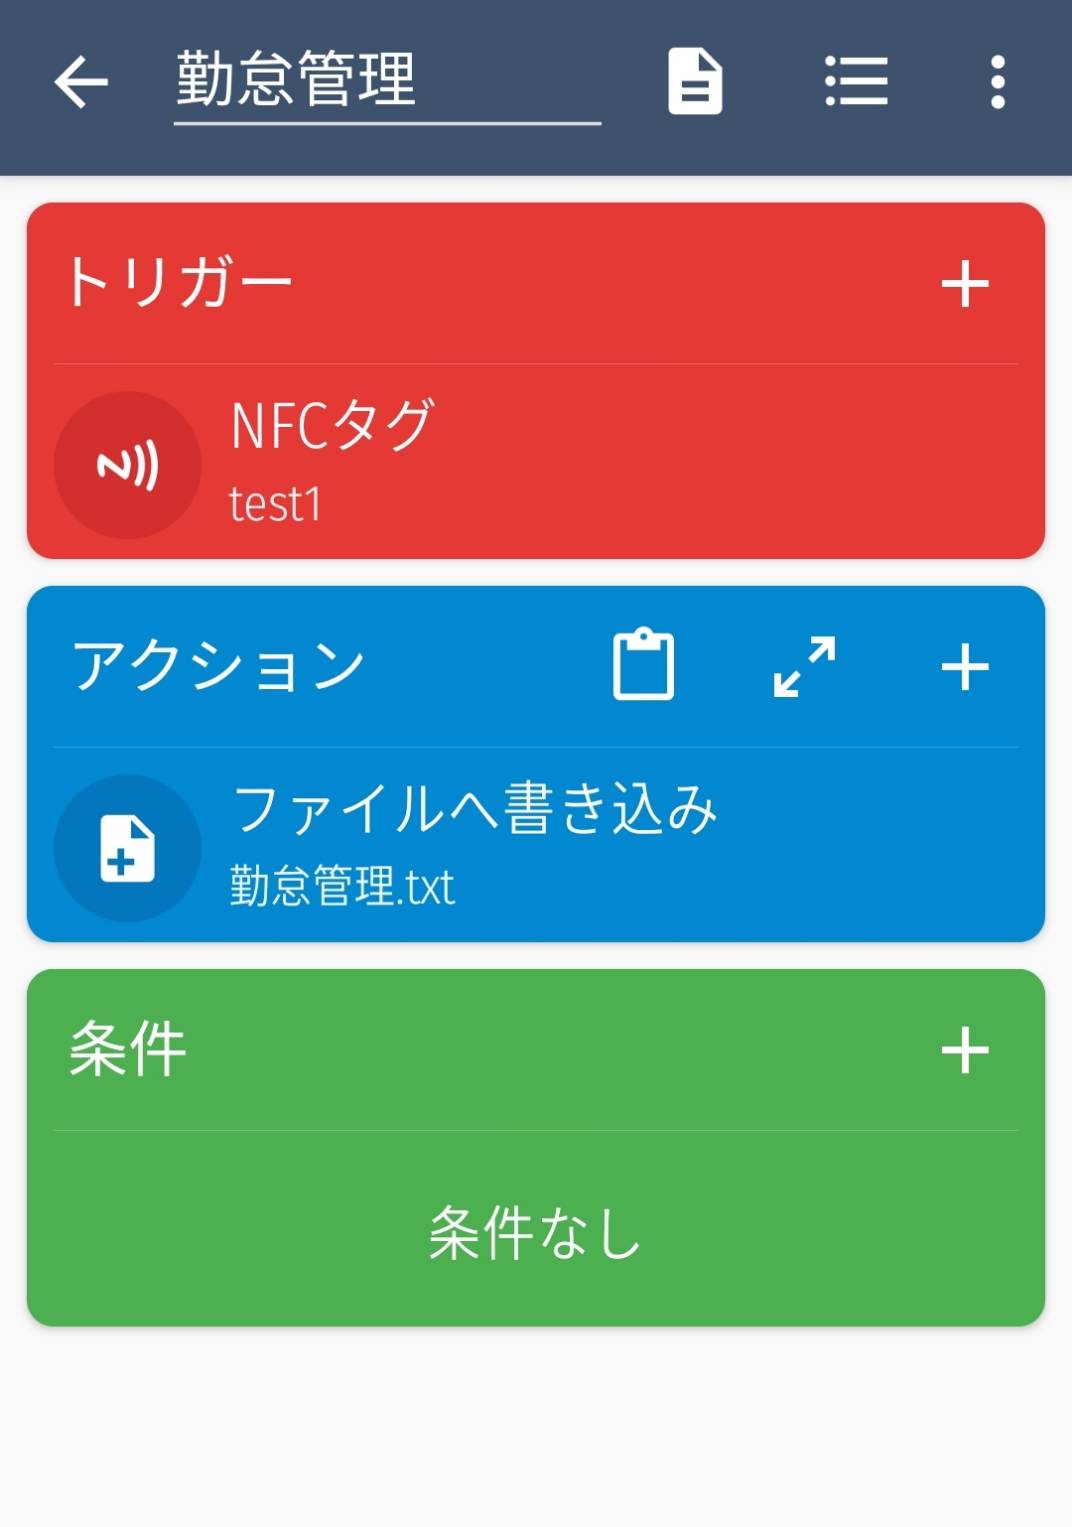 勤怠管理
トリガー
NFCタグ
test1
アクション
ファイルへ書き込み
勤怠管理.txt
条件
条件なし